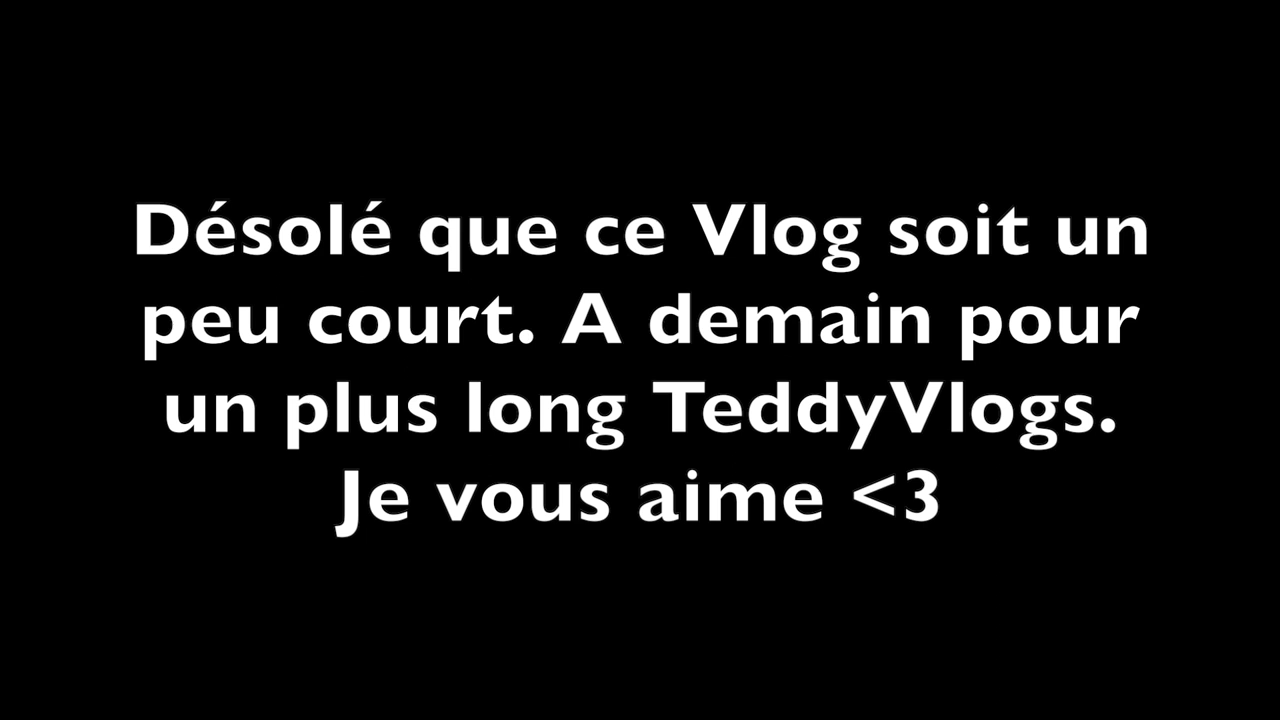 Désolé que ce Vlog soit un
peu court. A demain pour
un plus long TeddyVlogs.
Je vous aime <3